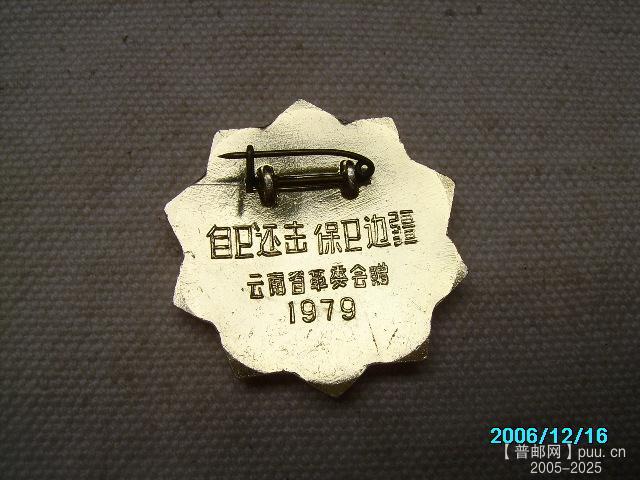 自卫还击 保卫边疆
云南省革委会赠
1979
2006/12/16
【普邮网】puu.cn
2005-2025